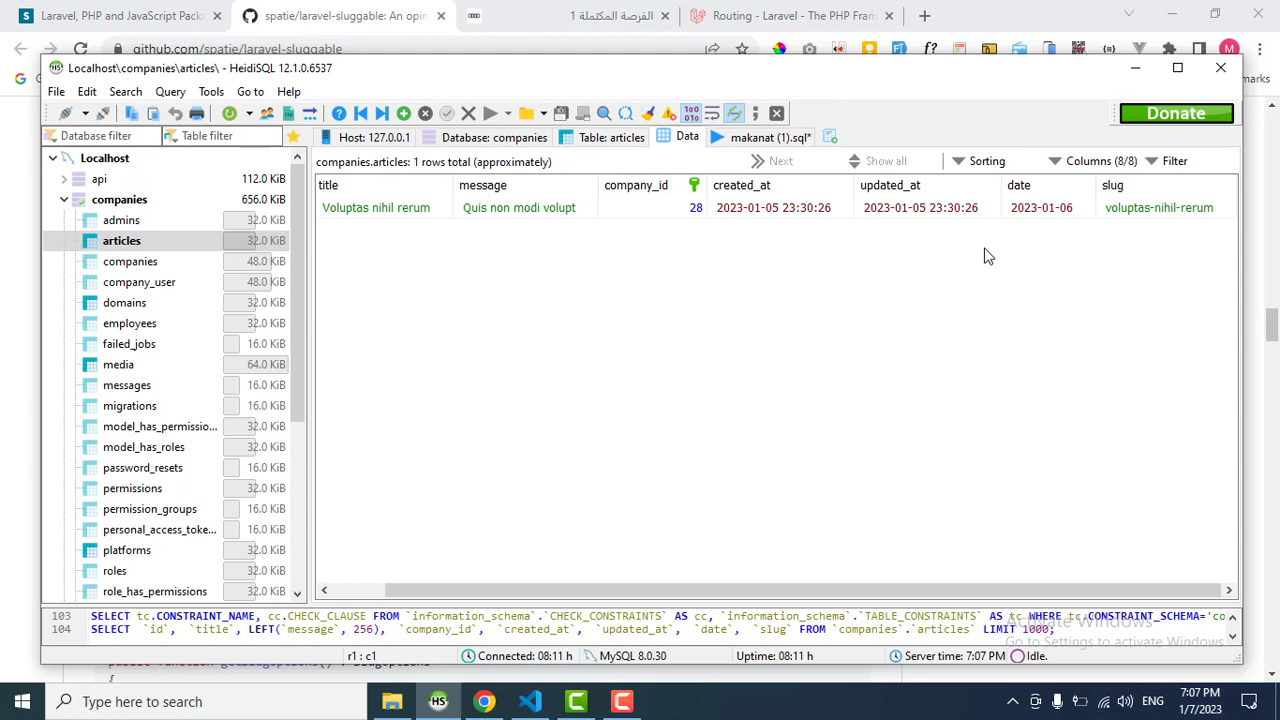 Laravel, PHP and JavaScript Packa
spatie/laravel-sluggable: An opin
الفرصة المكتملة 1
Routing - Laravel - The PHP Fram
github.com/spatie/laravel-sluggable
Localhost\companies\articles\ - HeidiSQL 12.1.0.6537
File Edit Search Query Tools Go to Help
Donate
Database filter Table filter Host: 127.0.0.1 Database: companies Table: articles Data makanat (1).sql*
companies.articles: 1 rows total (approximately) Next Show all Sorting Columns (8/8) Filter
title message company_id created_at updated_at date slug
Voluptas nihil rerum Quis non modi volupt 28 2023-01-05 23:30:26 2023-01-05 23:30:26 2023-01-06 voluptas-nihil-rerum
Localhost
api 112.0 KiB
companies 656.0 KiB
admins 32.0 KiB
articles 32.0 KiB
companies 48.0 KiB
company_user 48.0 KiB
domains 32.0 KiB
employees 32.0 KiB
failed_jobs 16.0 KiB
media 64.0 KiB
messages 16.0 KiB
migrations 16.0 KiB
model_has_permissio... 32.0 KiB
model_has_roles 32.0 KiB
password_resets 16.0 KiB
permissions 32.0 KiB
permission_groups 16.0 KiB
personal_access_toke... 32.0 KiB
platforms 32.0 KiB
roles 32.0 KiB
role_has_permissions 32.0 KiB
103 SELECT tc.CONSTRAINT_NAME, cc.CHECK_CLAUSE FROM `information_schema`.`CHECK_CONSTRAINTS` AS cc, `information_schema`.`TABLE_CONSTRAINTS` AS tc WHERE tc.CONSTRAINT_SCHEMA='co
104 SELECT `id`, `title`, LEFT(`message`, 256), `company_id`, `created_at`, `updated_at`, `date`, `slug` FROM `companies`.`articles` LIMIT 1000;
Activate Windows
Go to Settings to activate Windows.
r1 : c1 Connected: 08:11 h MySQL 8.0.30 Uptime: 08:11 h Server time: 7:07 PM Idle.
{
Type here to search
ENG
7:07 PM
1/7/2023